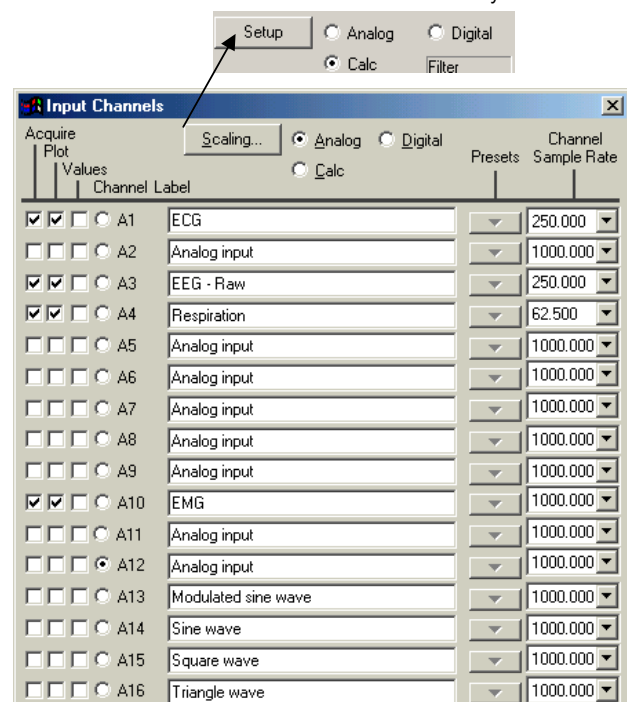 Setup Analog Digital
Calc Filter
Input Channels
Acquire Scaling... Analog Digital Channel
Plot Presets Sample Rate
Values Calc
Channel Label
A1 ECG 250.000
A2 Analog input 1000.000
A3 EEG - Raw 250.000
A4 Respiration 62.500
A5 Analog input 1000.000
A6 Analog input 1000.000
A7 Analog input 1000.000
A8 Analog input 1000.000
A9 Analog input 1000.000
A10 EMG 1000.000
A11 Analog input 1000.000
A12 Analog input 1000.000
A13 Modulated sine wave 1000.000
A14 Sine wave 1000.000
A15 Square wave 1000.000
A16 Triangle wave 1000.000